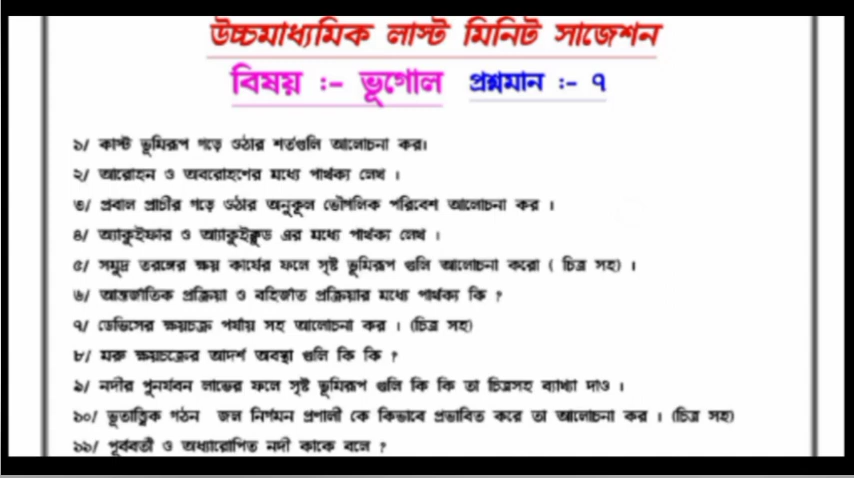 উচ্চমাধ্যমিক লাস্ট মিনিট সাজেশন
বিষয় :- ভূগোল প্রশ্নমান :- ৭
১/ কাস্ট ভূমিরূপ গড়ে ওঠার শর্তগুলি আলোচনা কর।
২/ আরোহন ও অবরোহণের মধ্যে পার্থক্য লেখ ।
৩/ প্রবাল প্রাচীর গড়ে ওঠার অনুকূল ভৌগলিক পরিবেশ আলোচনা কর ।
৪/ অ্যাকুইফার ও অ্যাকুইক্লুড এর মধ্যে পার্থক্য লেখ ।
৫/ সমুদ্র তরঙ্গের ক্ষয় কার্যের ফলে সৃষ্ট ভূমিরূপ গুলি আলোচনা করো ( চিত্র সহ) ।
৬/ আন্তর্জাতিক প্রক্রিয়া ও বহির্জাত প্রক্রিয়ার মধ্যে পার্থক্য কি ?
৭/ ডেভিসের ক্ষয়চক্র পর্যায় সহ আলোচনা কর । (চিত্র সহ)
৮/ মরু ক্ষয়চক্রের আদর্শ অবস্থা গুলি কি কি ?
৯/ নদীর পুনর্যবন লাভের ফলে সৃষ্ট ভূমিরূপ গুলি কি কি তা চিত্রসহ ব্যাখ্যা দাও ।
১০/ ভূতাত্ত্বিক গঠন জল নির্গমন প্রণালী কে কিভাবে প্রভাবিত করে তা আলোচনা কর । (চিত্র সহ)
১১/ পূর্ববর্তী ও অধ্যারোপিত নদী কাকে বলে ?